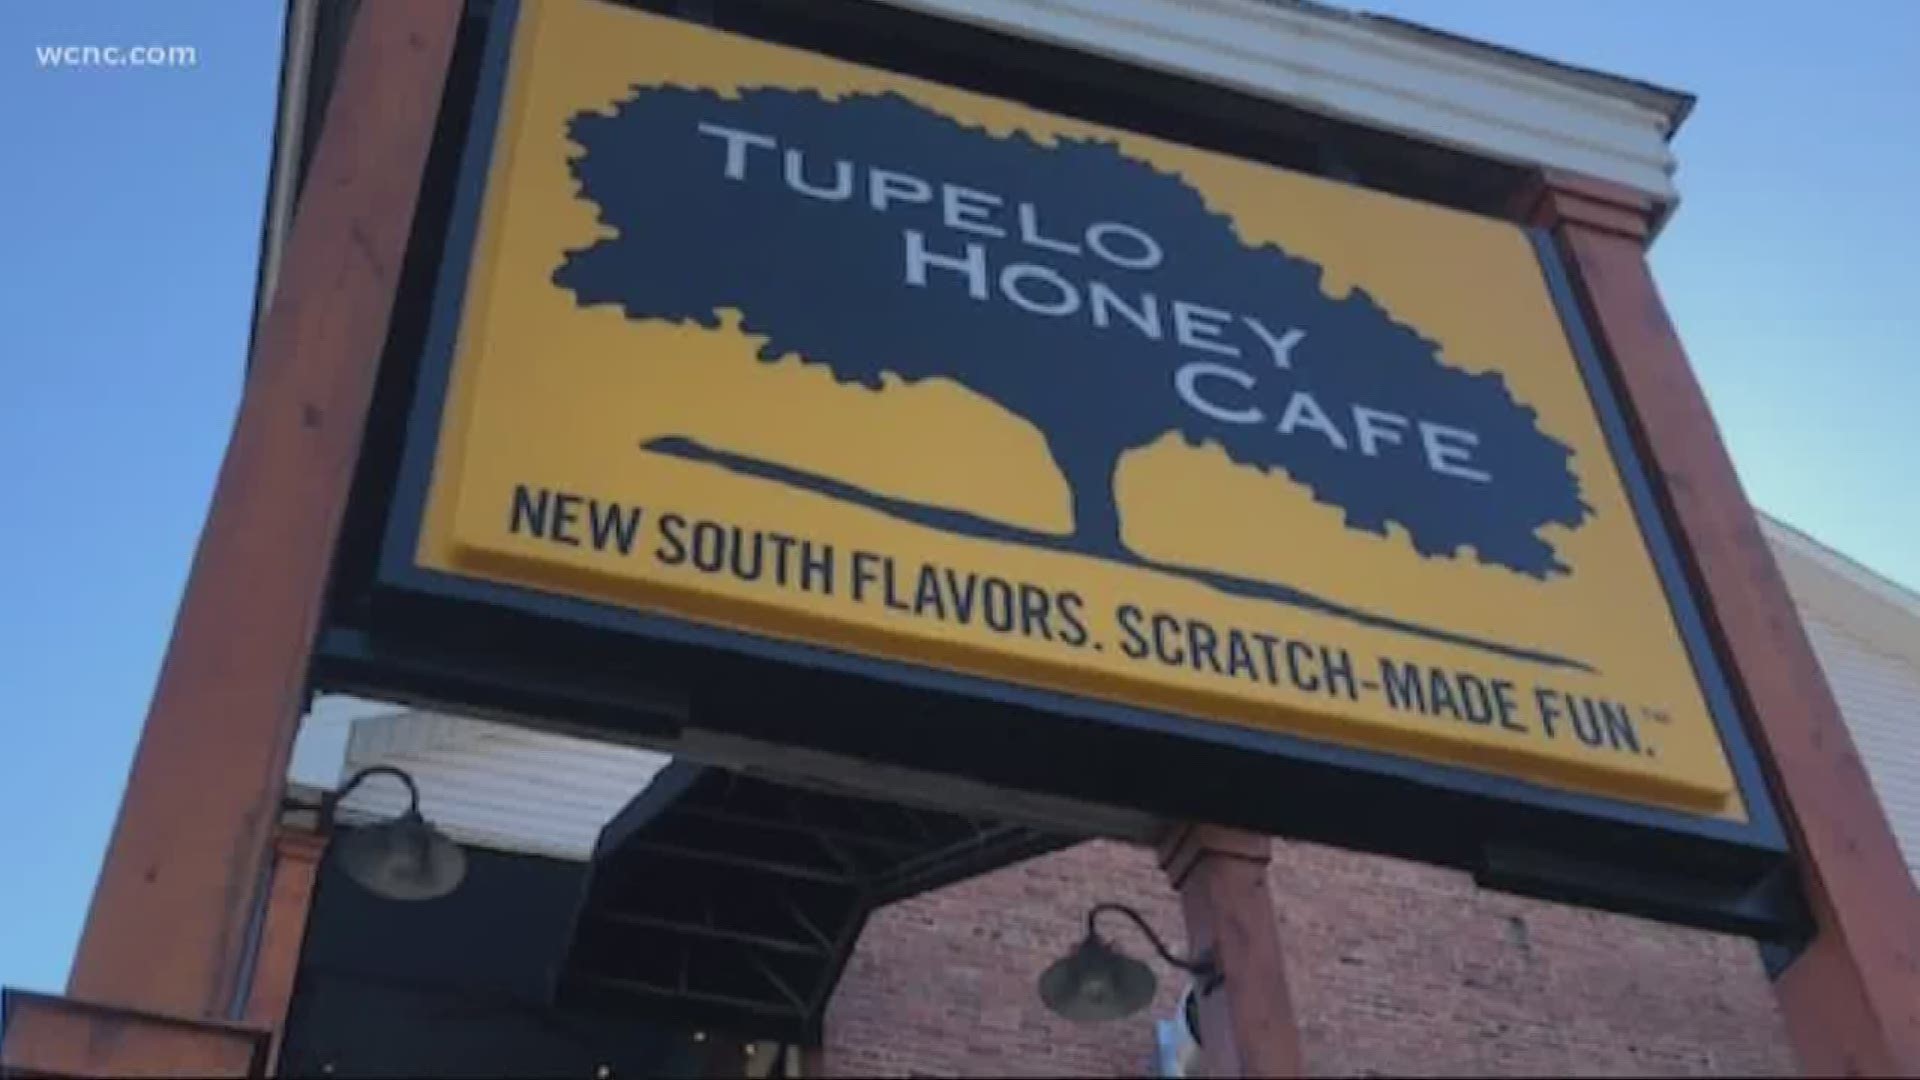 wcnc.com
TUPELO
HONEY
CAFE
NEW SOUTH FLAVORS. SCRATCH-MADE FUN.™